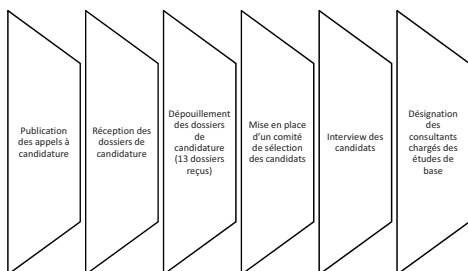 Publication
des appels à
candidature
Réception des
dossiers de
candidature
Dépouillement
des dossiers
de
candidature
(13 dossiers
reçus)
Mise en place
d'un comité
de sélection
des candidats
Interview des
candidats
Désignation
des
consultants
chargés des
études de
base